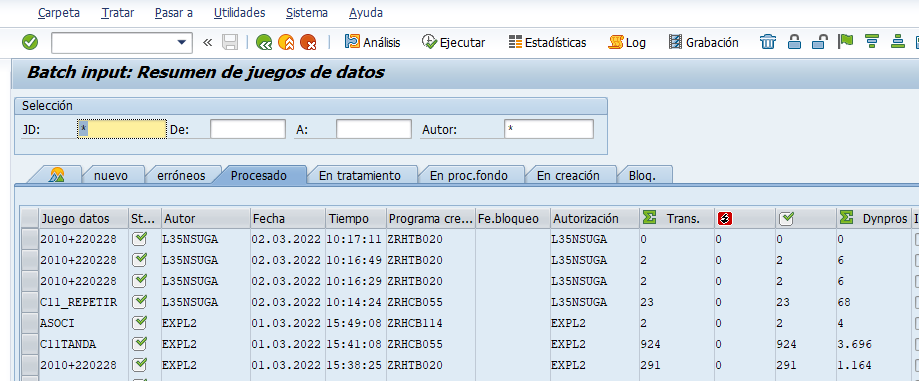 Carpeta Tratar Pasar a Utilidades Sistema Ayuda
Análisis Ejecutar Estadísticas Log Grabación
Batch input: Resumen de juegos de datos
Selección
JD: * De: A: Autor: *
nuevo erróneos Procesado En tratamiento En proc.fondo En creación Bloq.
Juego datos St... Autor Fecha Tiempo Programa cre... Fe.bloqueo Autorización Trans. Dynpros
2010+220228 L35NSUGA 02.03.2022 10:17:11 ZRHTB020 L35NSUGA 0 0 0 0
2010+220228 L35NSUGA 02.03.2022 10:16:49 ZRHTB020 L35NSUGA 2 0 2 6
2010+220228 L35NSUGA 02.03.2022 10:16:29 ZRHTB020 L35NSUGA 2 0 2 6
C11_REPETIR L35NSUGA 02.03.2022 10:14:24 ZRHCB055 L35NSUGA 23 0 23 68
ASOCI EXPL2 01.03.2022 15:49:08 ZRHCB114 EXPL2 2 0 2 4
C11TANDA EXPL2 01.03.2022 15:41:08 ZRHCB055 EXPL2 924 0 924 3.696
2010+220228 EXPL2 01.03.2022 15:38:25 ZRHTB020 EXPL2 291 0 291 1.164